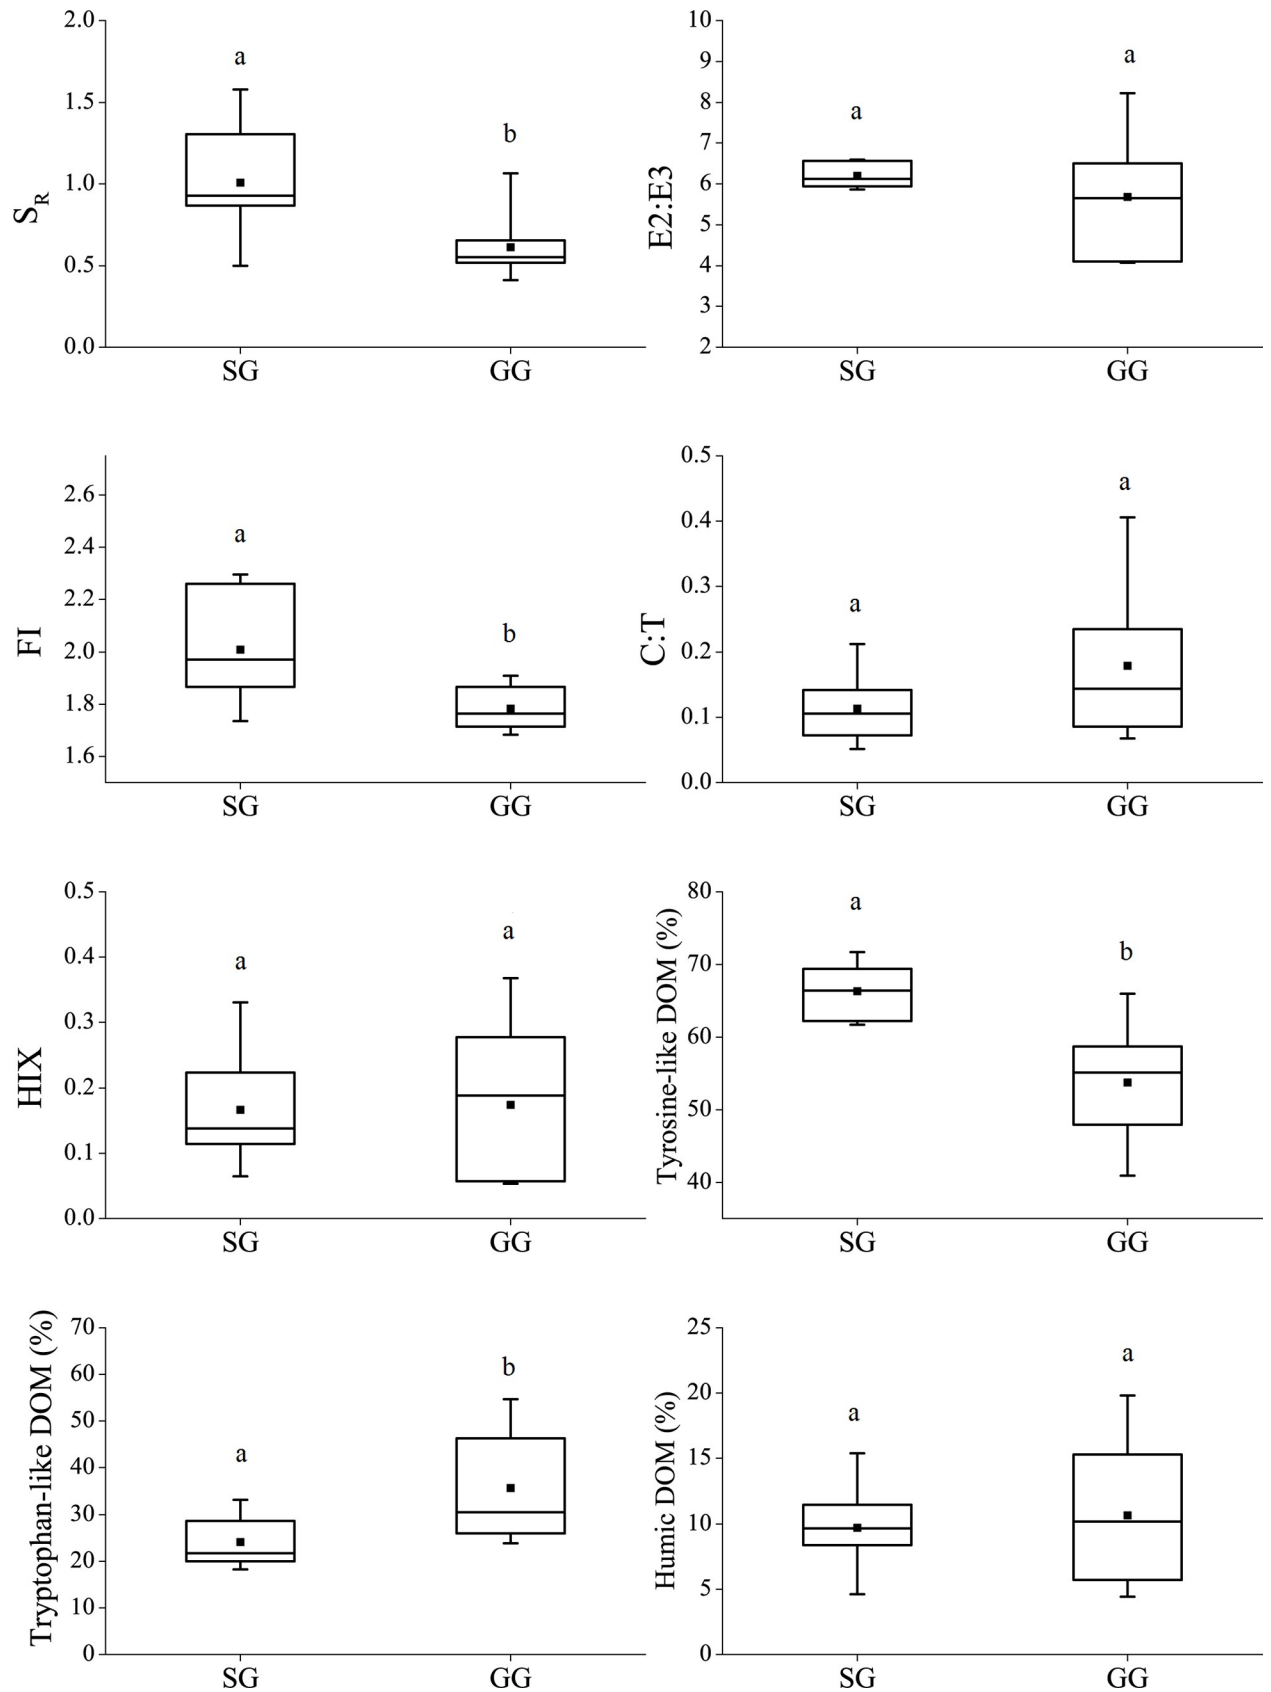 2.0
1.5
1.0
0.5
0.0
S_R
a
b
SG
GG
10
9
8
7
6
5
4
3
2
E2:E3
a
a
SG
GG
2.6
2.4
2.2
2.0
1.8
1.6
FI
a
b
SG
GG
0.5
0.4
0.3
0.2
0.1
0.0
C:T
a
a
SG
GG
0.5
0.4
0.3
0.2
0.1
0.0
HIX
a
a
SG
GG
80
70
60
50
40
Tyrosine-like DOM (%)
a
b
SG
GG
70
60
50
40
30
20
10
0
Tryptophan-like DOM (%)
a
b
SG
GG
25
20
15
10
5
0
Humic DOM (%)
a
a
SG
GG